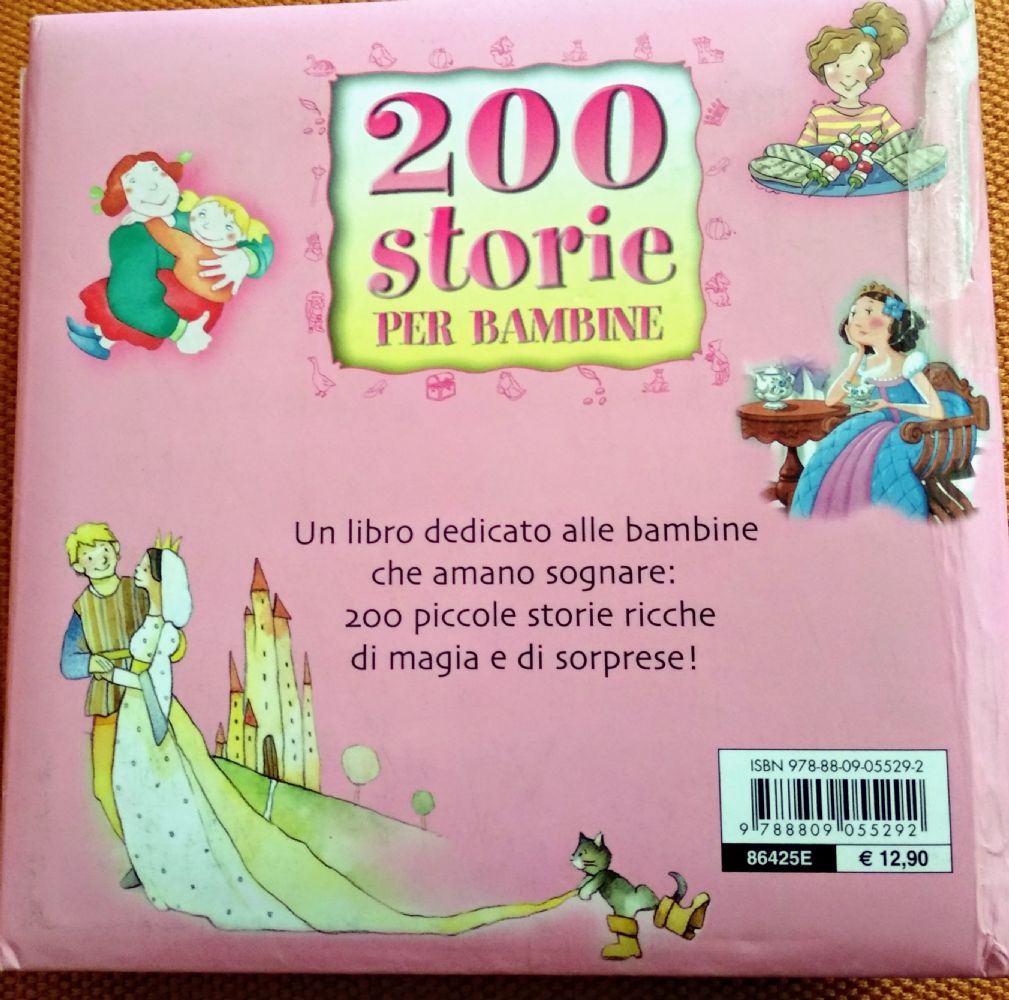 200
storie
PER BAMBINE
Un libro dedicato alle bambine
che amano sognare:
200 piccole storie ricche
di magia e di sorprese!
ISBN 978-88-09-05529-2
9 788809 055292
86425E € 12,90